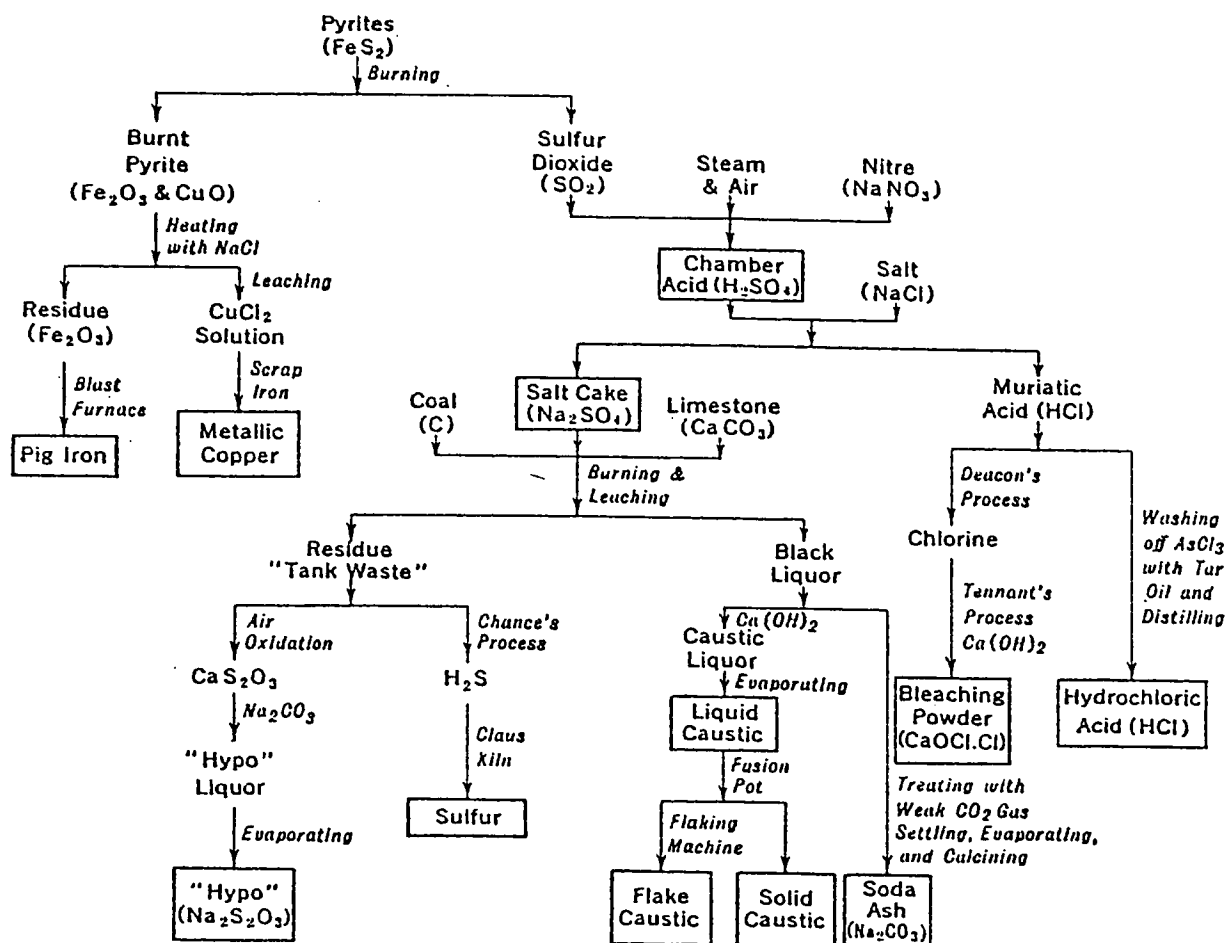 Pyrites
(FeS₂)
Burning
Burnt
Pyrite
(Fe₂O₃ & CuO)
Sulfur
Dioxide
(SO₂)
Steam
& Air
Nitre
(NaNO₃)
Heating
with NaCl
Chamber
Acid (H₂SO₄)
Salt
(NaCl)
Leaching
Residue
(Fe₂O₃)
CuCl₂
Solution
Blast
Furnace
Scrap
Iron
Pig Iron
Metallic
Copper
Coal
(C)
Salt Cake
(Na₂SO₄)
Limestone
(CaCO₃)
Muriatic
Acid (HCl)
Burning &
Leaching
Deacon's
Process
Washing
off AsCl₃
with Tar
Oil and
Distilling
Residue
"Tank Waste"
Black
Liquor
Chlorine
Air
Oxidation
Chance's
Process
Ca(OH)₂
Tennant's
Process
Ca(OH)₂
CaS₂O₃
H₂S
Caustic
Liquor
Evaporating
Na₂CO₃
Liquid
Caustic
Bleaching
Powder
(CaOCl.Cl)
Hydrochloric
Acid (HCl)
"Hypo"
Liquor
Claus
Kiln
Fusion
Pot
Treating with
Weak CO₂ Gas
Settling, Evaporating,
and Calcining
Sulfur
Evaporating
Flaking
Machine
"Hypo"
(Na₂S₂O₃)
Flake
Caustic
Solid
Caustic
Soda
Ash
(Na₂CO₃)